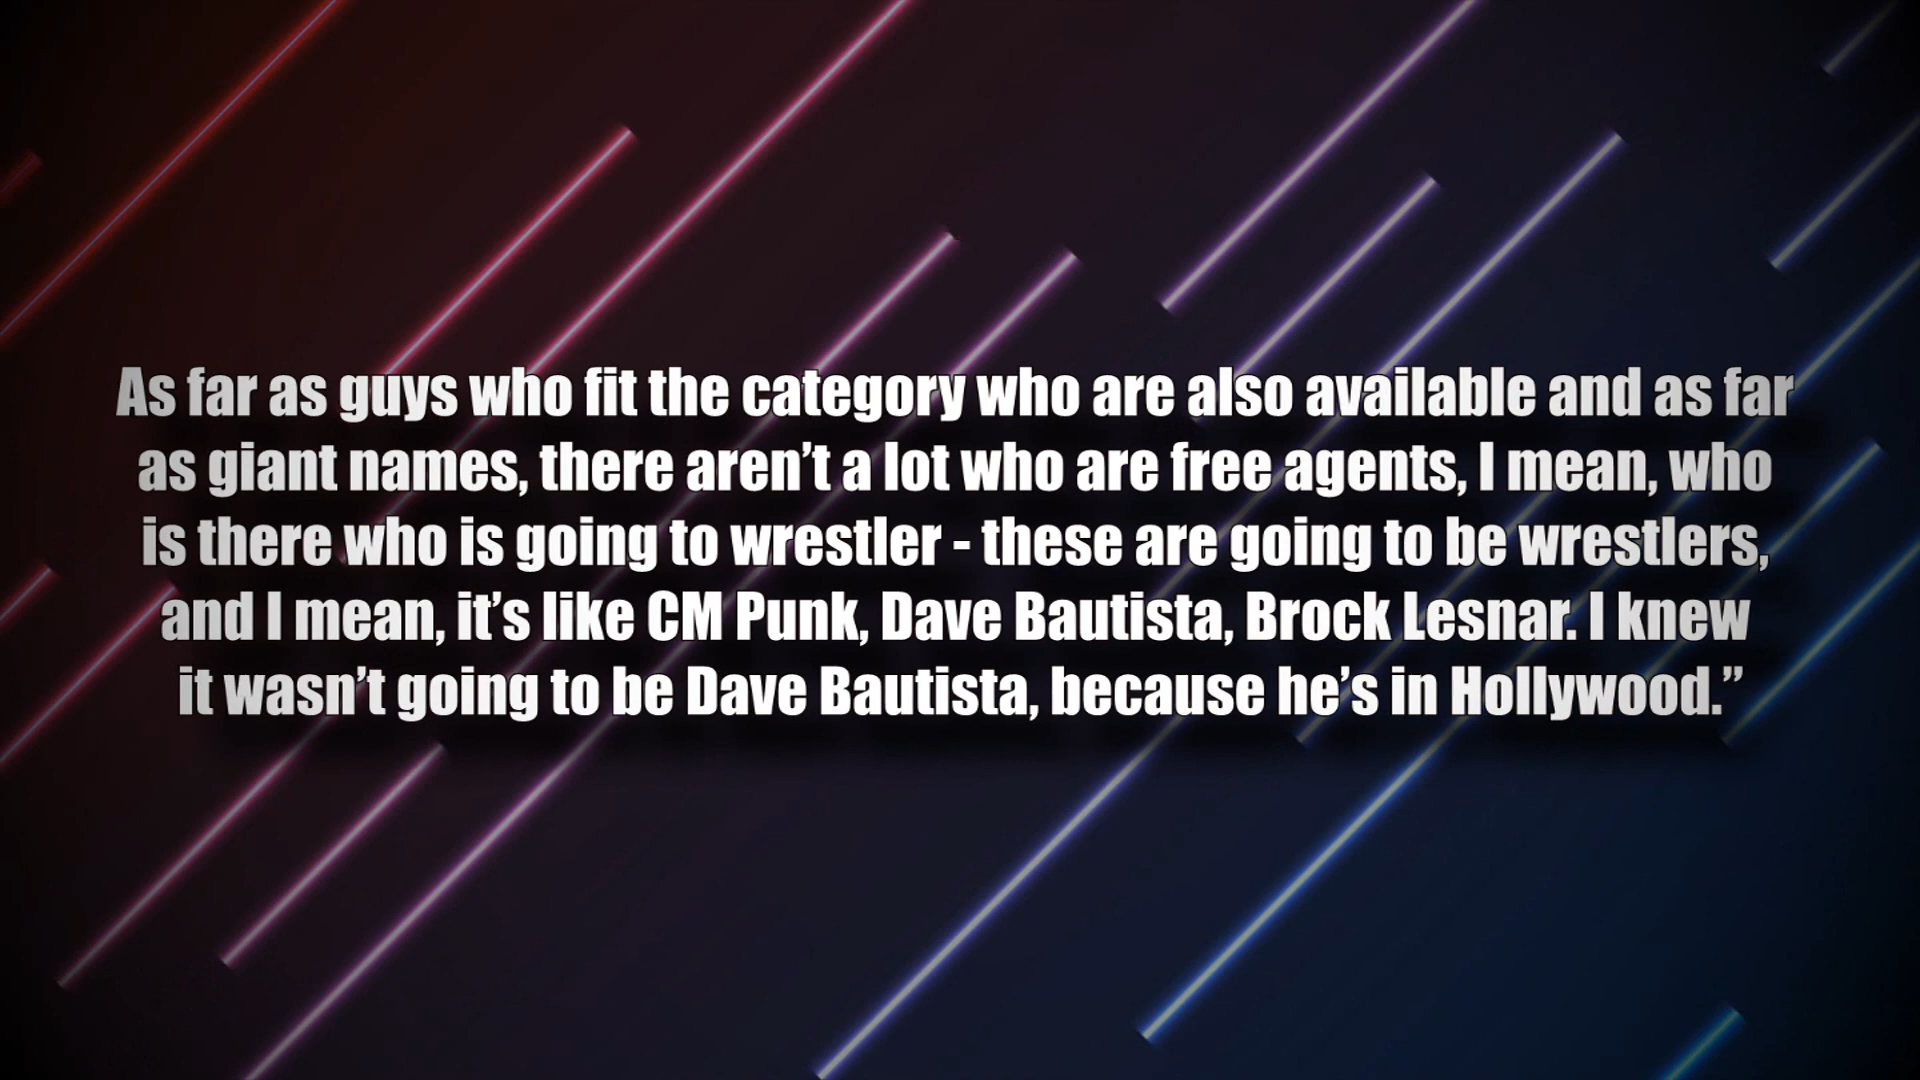 As far as guys who fit the category who are also available and as far
as giant names, there aren’t a lot who are free agents, I mean, who
is there who is going to wrestler - these are going to be wrestlers,
and I mean, it’s like CM Punk, Dave Bautista, Brock Lesnar. I knew
it wasn’t going to be Dave Bautista, because he’s in Hollywood.”